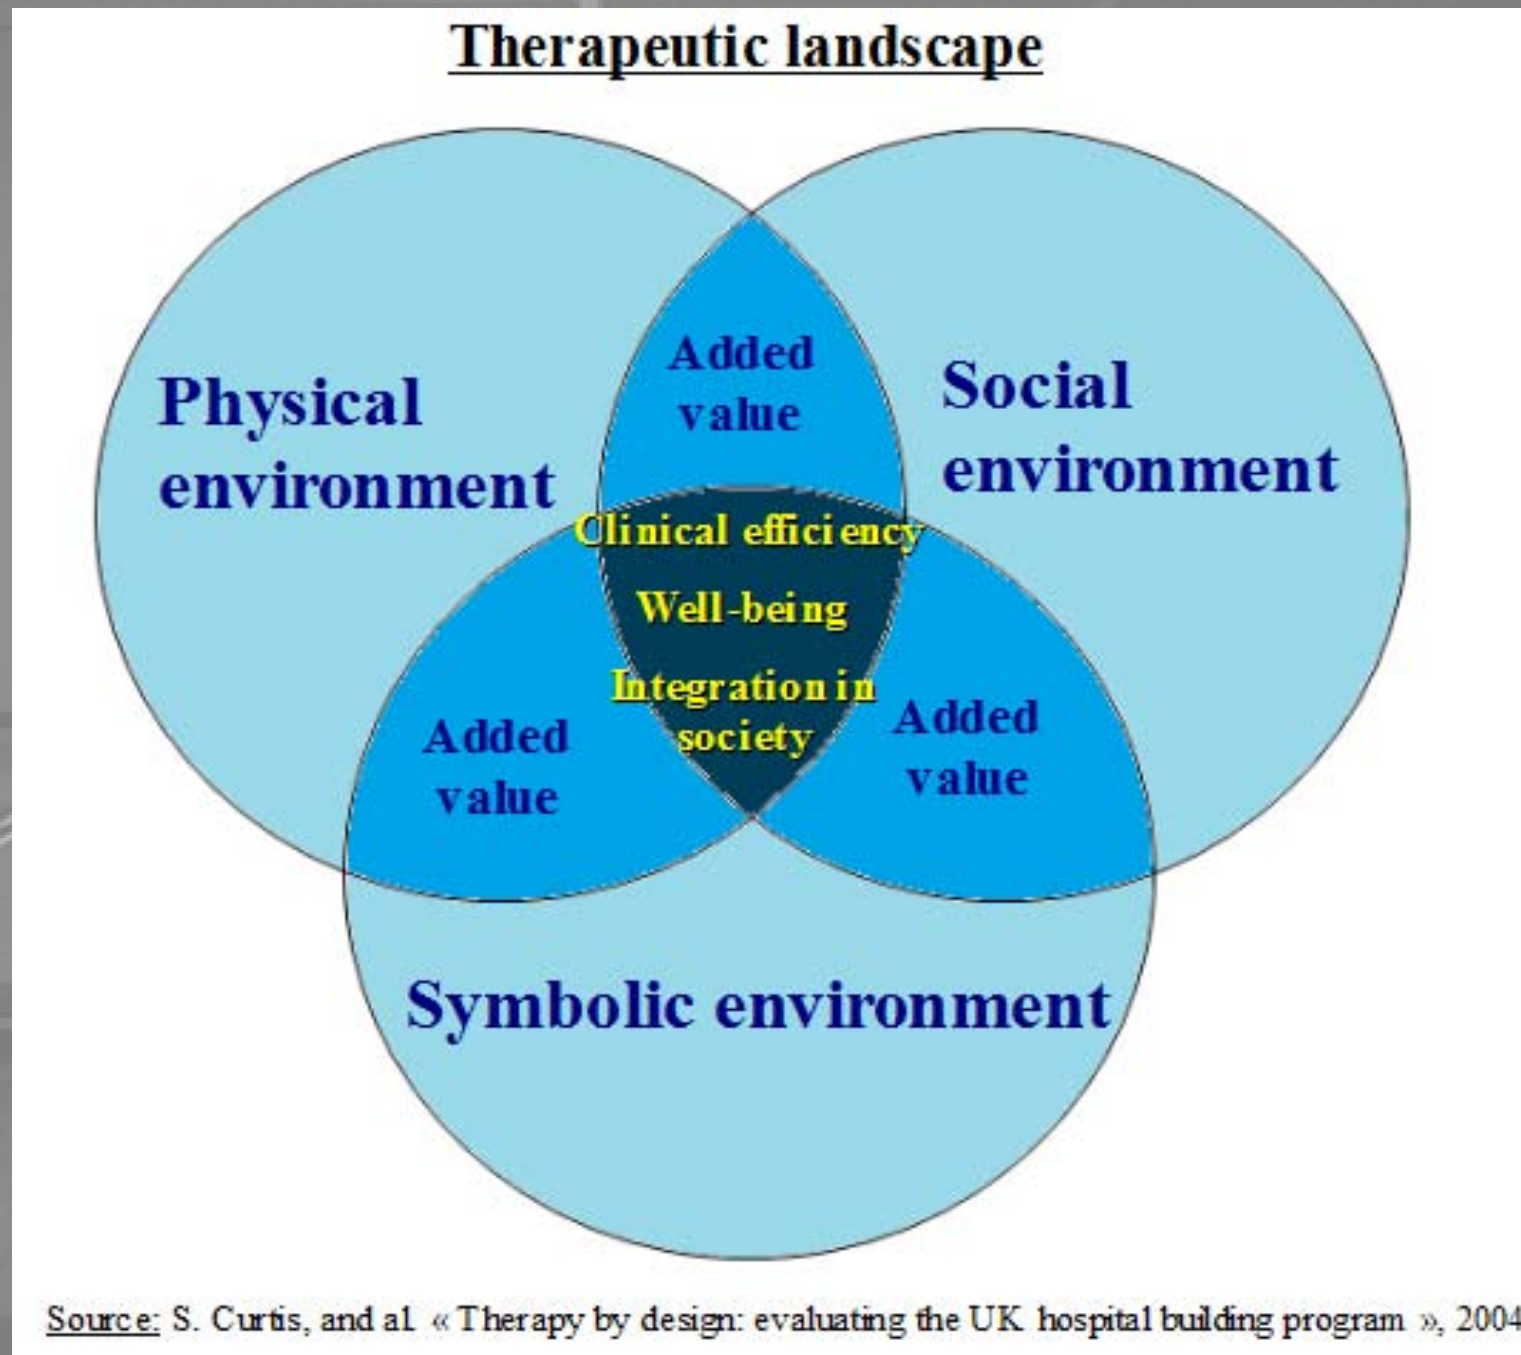 Therapeutic landscape
Added
value
Physical
environment
Social
environment
Clinical efficiency
Well-being
Integration in
society
Added
value
Added
value
Symbolic environment
Source: S. Curtis, and al. « Therapy by design: evaluating the UK hospital building program », 2004